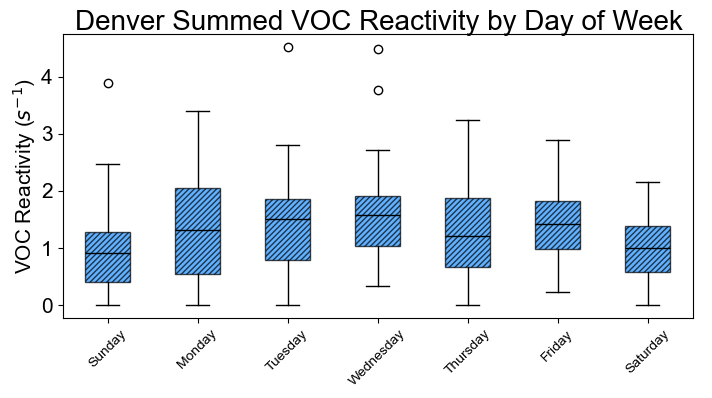 Denver Summed VOC Reactivity by Day of Week
VOC Reactivity (s⁻¹)
4
3
2
1
0
Sunday
Monday
Tuesday
Wednesday
Thursday
Friday
Saturday